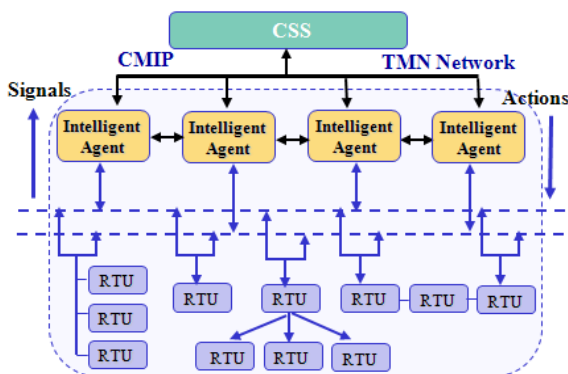 CSS
CMIP
TMN Network
Signals
Actions
Intelligent
Agent
Intelligent
Agent
Intelligent
Agent
Intelligent
Agent
RTU
RTU
RTU
RTU
RTU
RTU
RTU
RTU
RTU
RTU
RTU